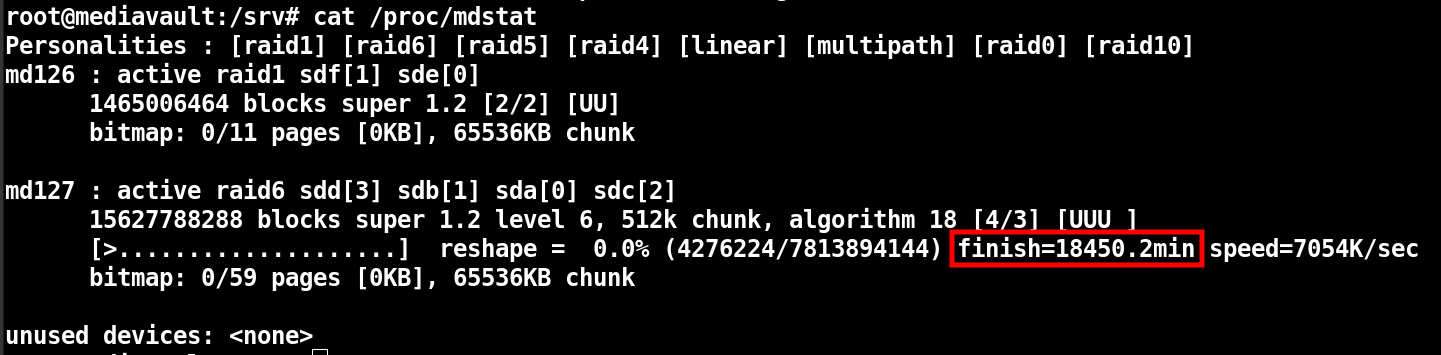 root@mediavault:/srv# cat /proc/mdstat
Personalities : [raid1] [raid6] [raid5] [raid4] [linear] [multipath] [raid0] [raid10]
md126 : active raid1 sdf[1] sde[0]
      1465006464 blocks super 1.2 [2/2] [UU]
      bitmap: 0/11 pages [0KB], 65536KB chunk

md127 : active raid6 sdd[3] sdb[1] sda[0] sdc[2]
      15627788288 blocks super 1.2 level 6, 512k chunk, algorithm 18 [4/3] [UUU_]
      [>....................]  reshape =  0.0% (4276224/7813894144) finish=18450.2min speed=7054K/sec
      bitmap: 0/59 pages [0KB], 65536KB chunk

unused devices: <none>